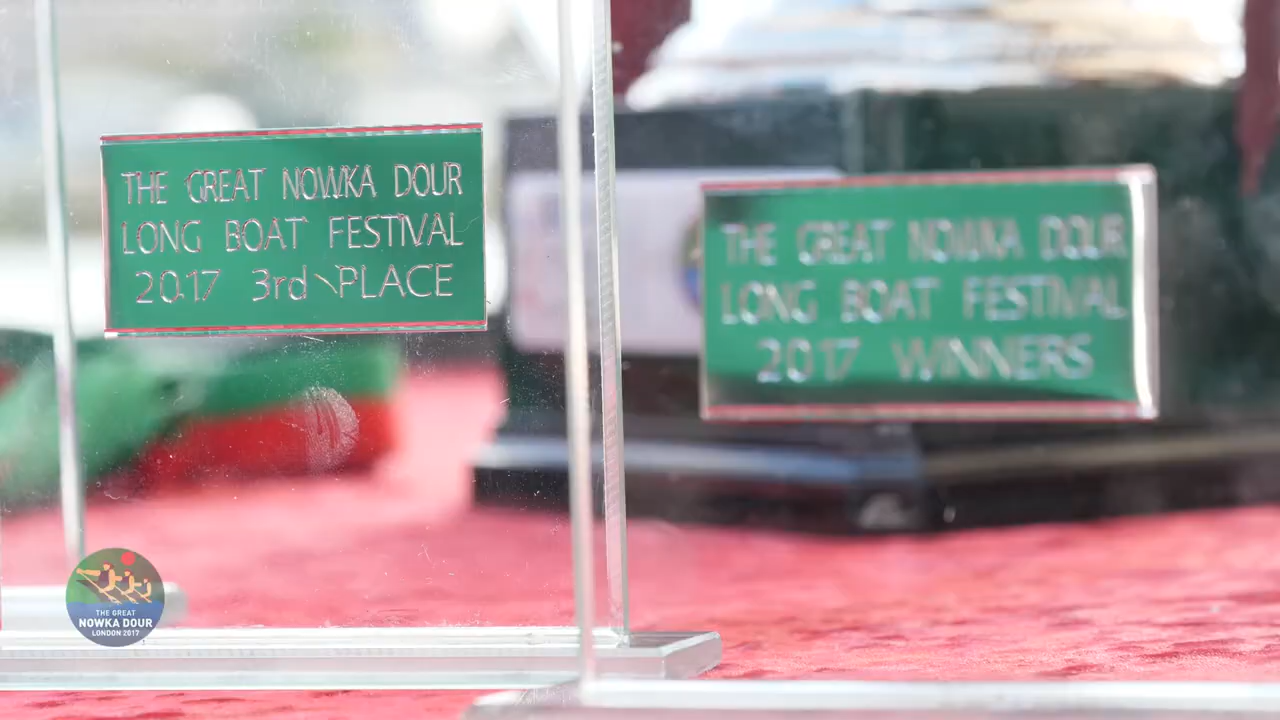 THE GREAT NOWKA DOUR
LONG BOAT FESTIVAL
2017 3rd PLACE
THE GREAT NOWKA DOUR
LONG BOAT FESTIVAL
2017 WINNERS
THE GREAT
NOWKA DOUR
LONDON 2017